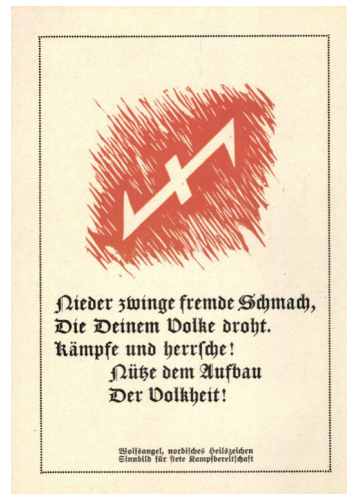 Nieder zwinge fremde Schmach,
Die Deinem Volke droht.
Kämpfe und herrsche!
Nütze dem Aufbau
Der Volkheit!
Wolfsangel, nordisches Heilszeichen
Sinnbild für stete Kampfbereitschaft